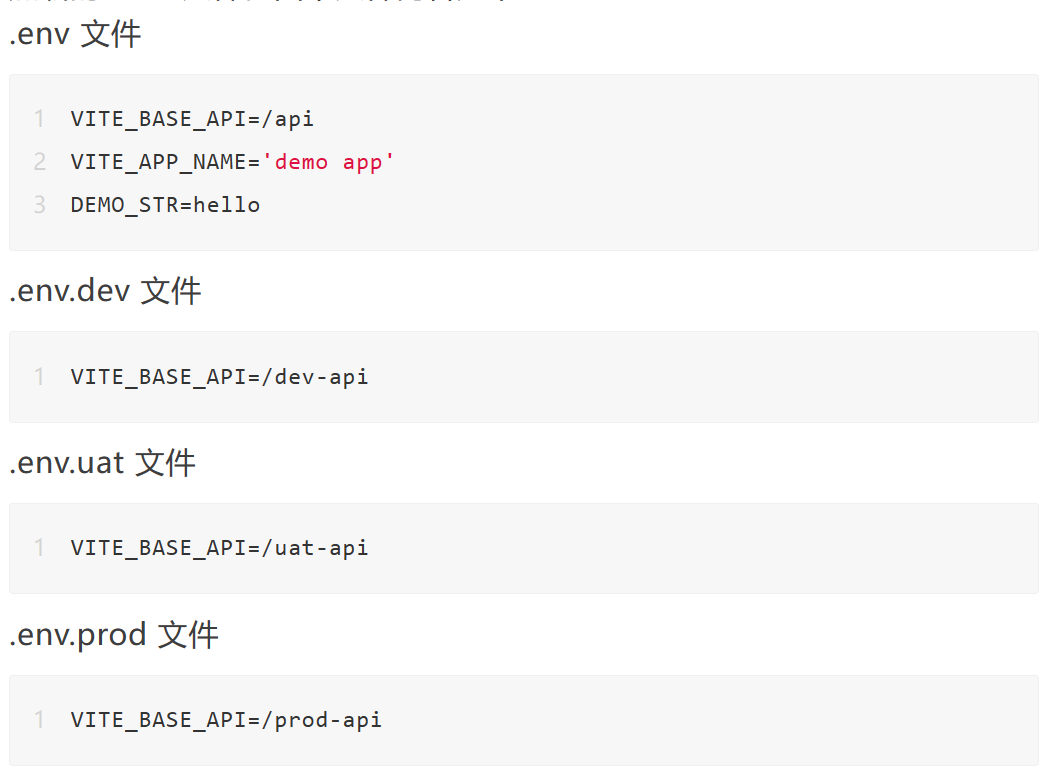 .env 文件
1 VITE_BASE_API=/api
2 VITE_APP_NAME='demo app'
3 DEMO_STR=hello
.env.dev 文件
1 VITE_BASE_API=/dev-api
.env.uat 文件
1 VITE_BASE_API=/uat-api
.env.prod 文件
1 VITE_BASE_API=/prod-api